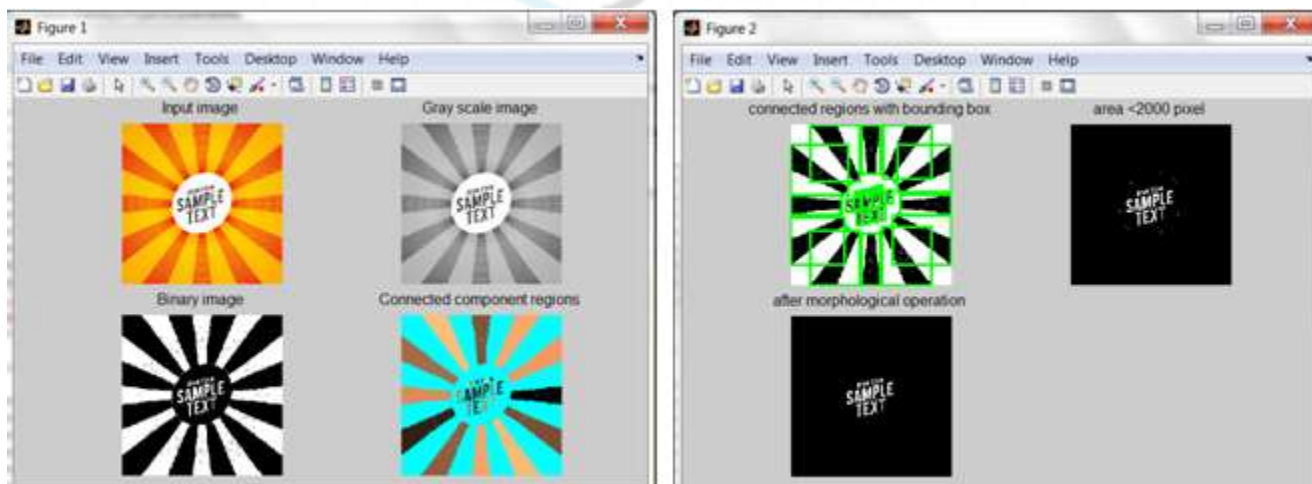 Figure 1
File Edit View Insert Tools Desktop Window Help
Input image
Gray scale image
SAMPLE
TEXT
SAMPLE
TEXT
Binary image
Connected component regions
SAMPLE
TEXT
SAMPLE
TEXT
Figure 2
File Edit View Insert Tools Desktop Window Help
connected regions with bounding box
area <2000 pixel
SAMPLE
TEXT
SAMPLE
TEXT
after morphological operation
SAMPLE
TEXT